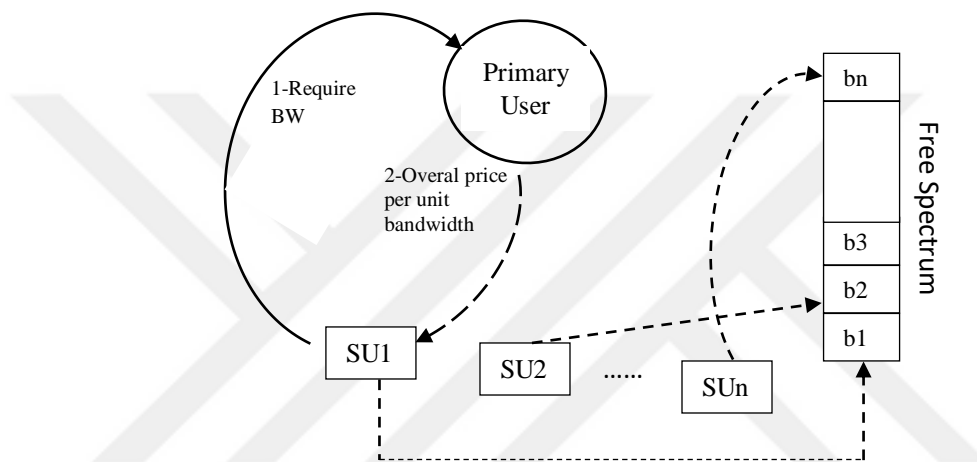 Primary
User
1-Require
BW
2-Overal price
per unit
bandwidth
SU1
SU2
......
SUn
bn
b3
b2
b1
Free Spectrum